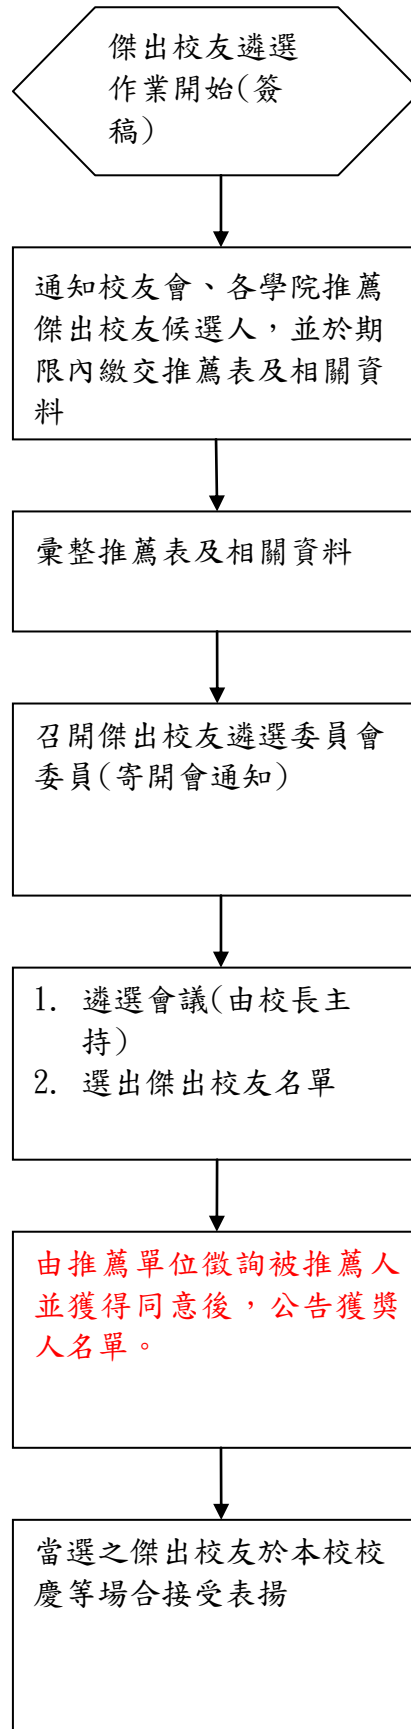 傑出校友遴選
作業開始(簽
稿)
通知校友會、各學院推薦
傑出校友候選人，並於期
限內繳交推薦表及相關資
料
彙整推薦表及相關資料
召開傑出校友遴選委員會
委員(寄開會通知)
1. 遴選會議(由校長主
持)
2. 選出傑出校友名單
由推薦單位徵詢被推薦人
並獲得同意後，公告獲獎
人名單。
當選之傑出校友於本校校
慶等場合接受表揚